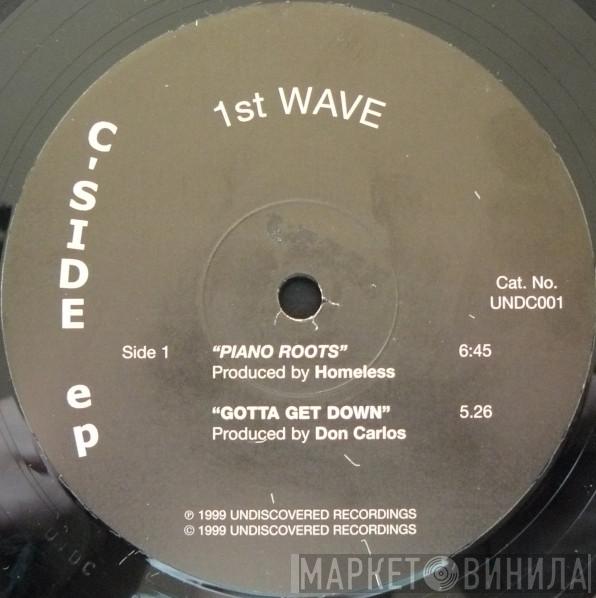 1st WAVE
C-SIDE ep
Cat. No.
UNDC001
Side 1 "PIANO ROOTS" 6:45
Produced by Homeless
"GOTTA GET DOWN" 5.26
Produced by Don Carlos
℗ 1999 UNDISCOVERED RECORDINGS
© 1999 UNDISCOVERED RECORDINGS
МАРКЕТ ВИНИЛА